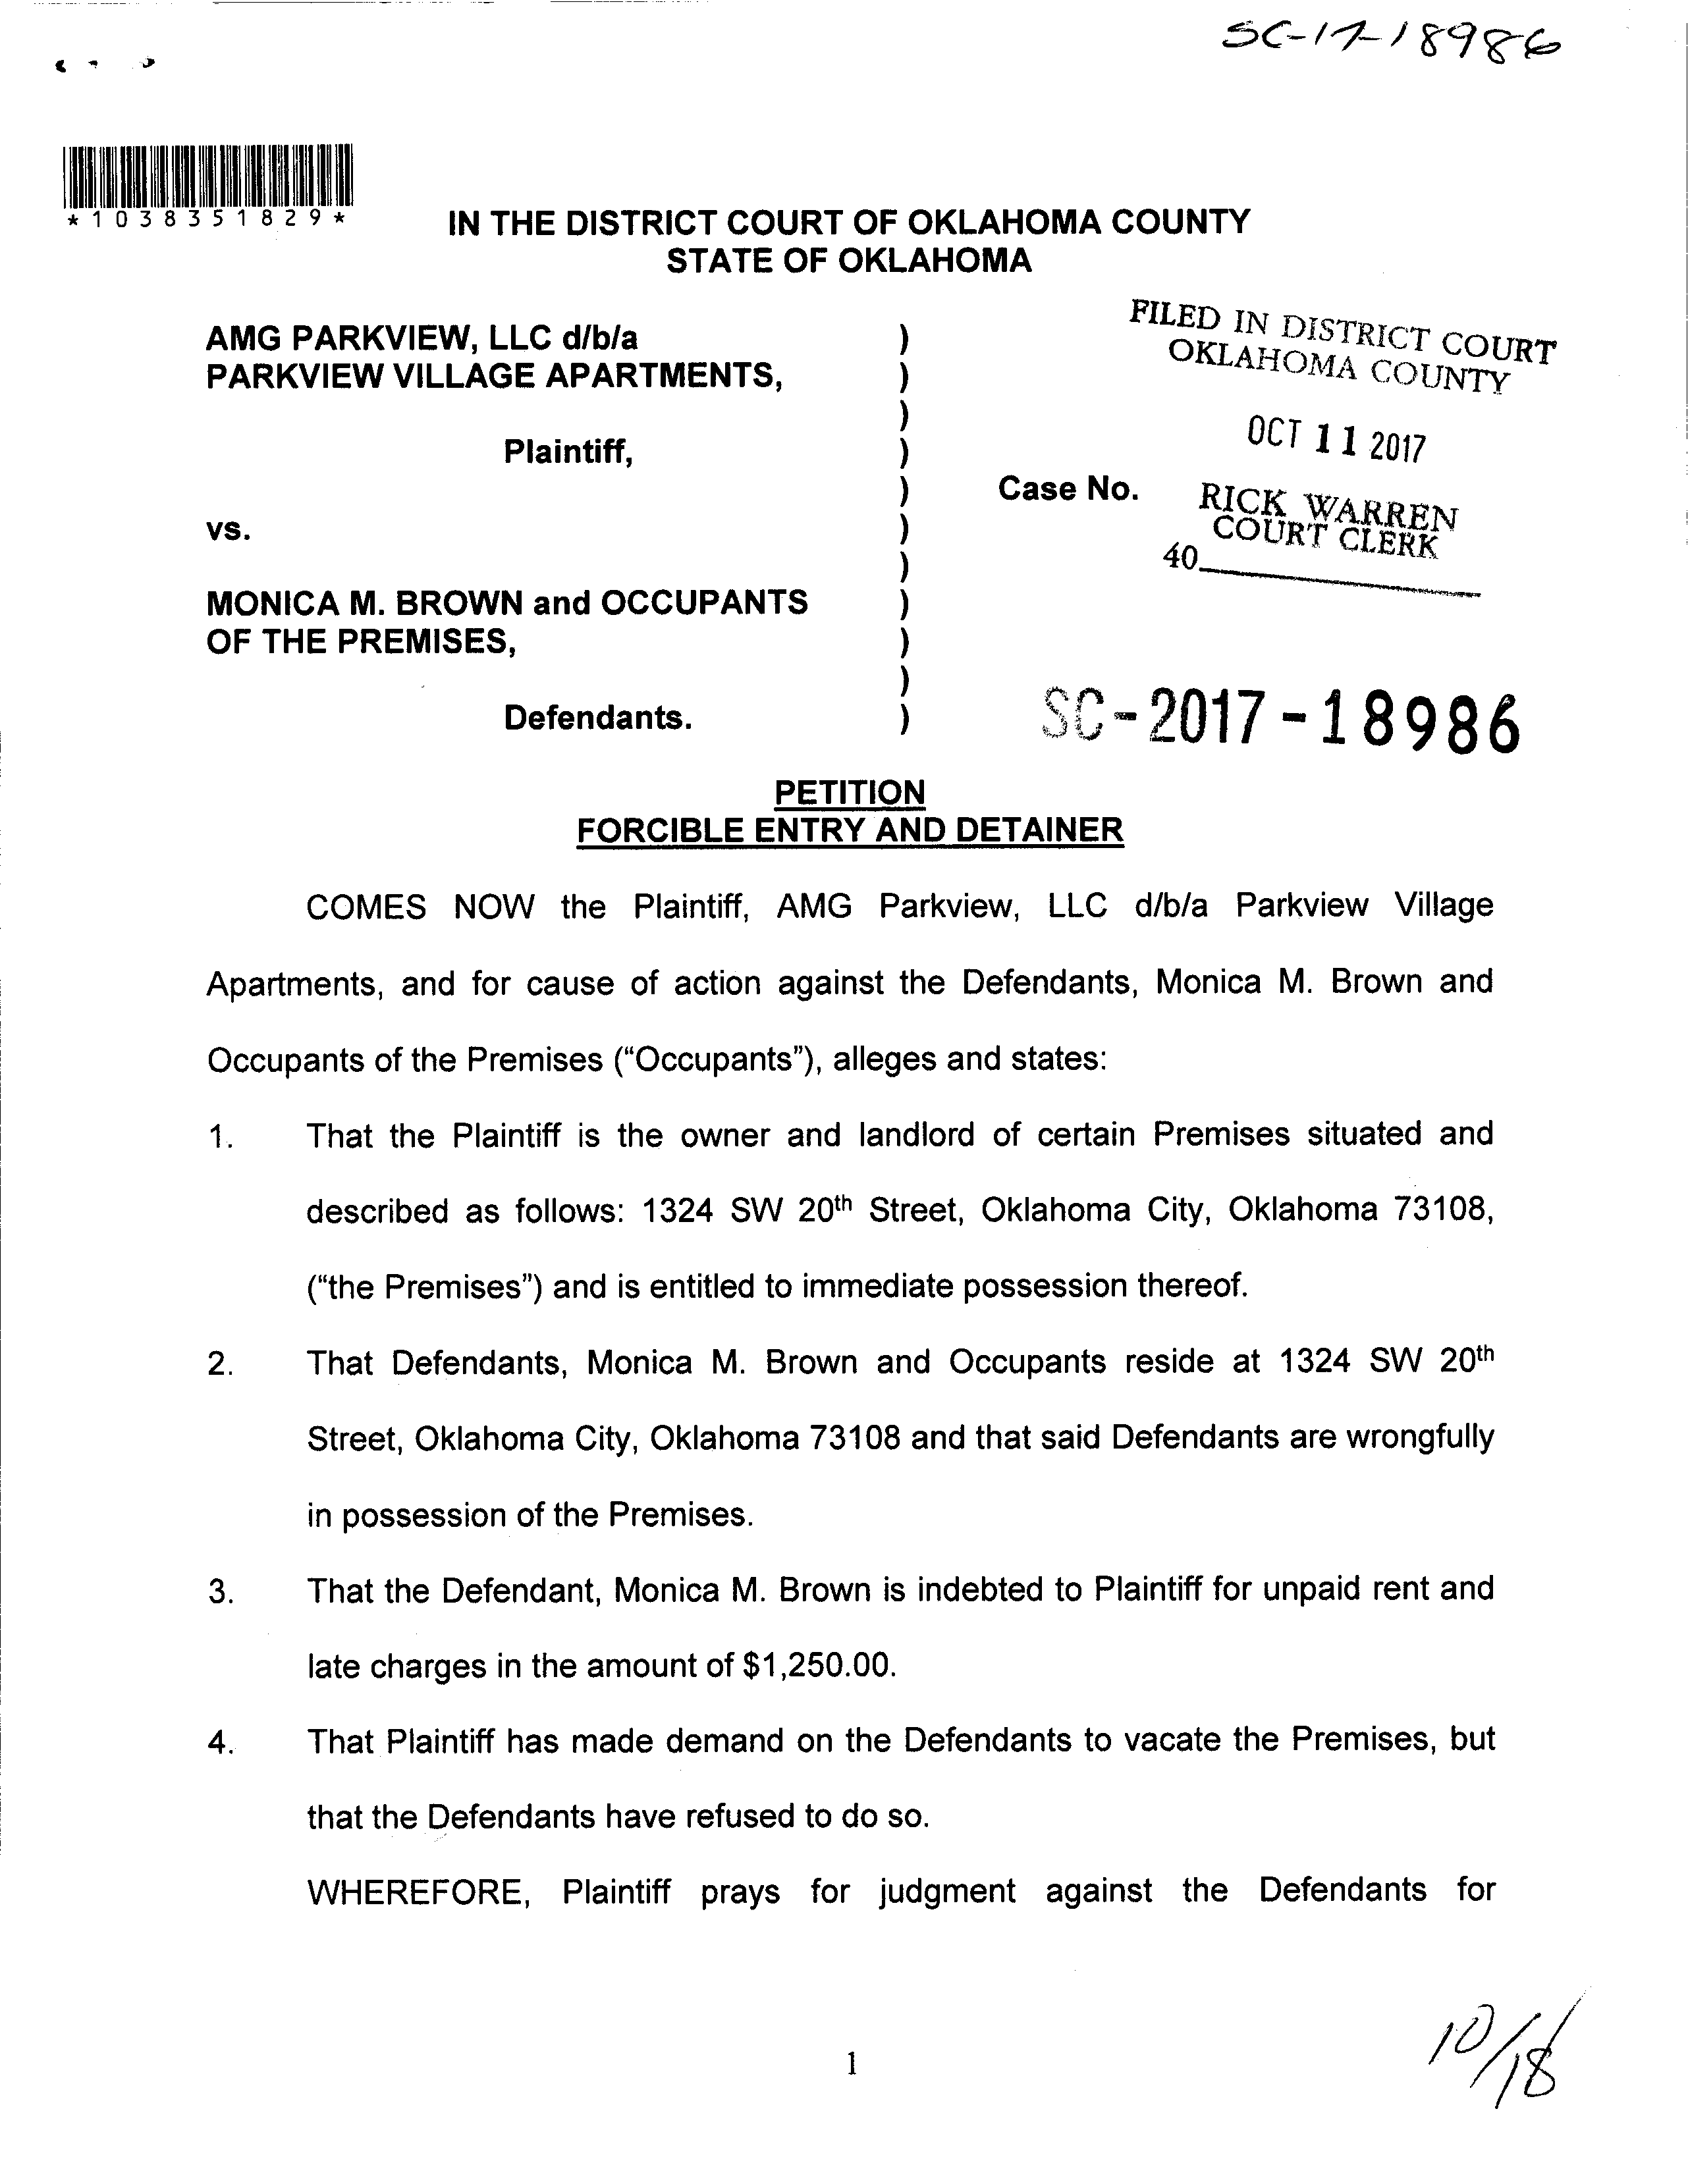 SC-17-18986
*1038351829*
IN THE DISTRICT COURT OF OKLAHOMA COUNTY
STATE OF OKLAHOMA
AMG PARKVIEW, LLC d/b/a )
PARKVIEW VILLAGE APARTMENTS, )
)
Plaintiff, )
)
vs. )
)
MONICA M. BROWN and OCCUPANTS )
OF THE PREMISES, )
)
Defendants. )
FILED IN DISTRICT COURT
OKLAHOMA COUNTY
OCT 11 2017
Case No.
RICK WARREN
COURT CLERK
40
SC-2017-18986
PETITION
FORCIBLE ENTRY AND DETAINER
COMES NOW the Plaintiff, AMG Parkview, LLC d/b/a Parkview Village
Apartments, and for cause of action against the Defendants, Monica M. Brown and
Occupants of the Premises (“Occupants”), alleges and states:
1. That the Plaintiff is the owner and landlord of certain Premises situated and
described as follows: 1324 SW 20th Street, Oklahoma City, Oklahoma 73108,
(“the Premises”) and is entitled to immediate possession thereof.
2. That Defendants, Monica M. Brown and Occupants reside at 1324 SW 20th
Street, Oklahoma City, Oklahoma 73108 and that said Defendants are wrongfully
in possession of the Premises.
3. That the Defendant, Monica M. Brown is indebted to Plaintiff for unpaid rent and
late charges in the amount of $1,250.00.
4. That Plaintiff has made demand on the Defendants to vacate the Premises, but
that the Defendants have refused to do so.
WHEREFORE, Plaintiff prays for judgment against the Defendants for
1
10/18